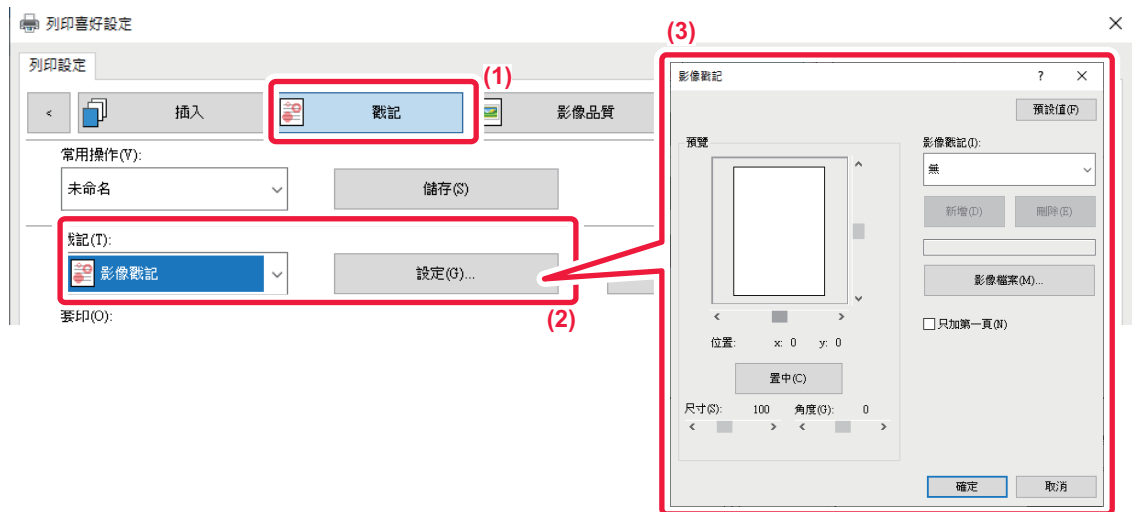 列印喜好設定
列印設定
(1)
< 插入
戳記
影像品質
常用操作(V):
未命名
儲存(S)
戳記(T):
影像戳記
設定(G)...
(2)
套印(O):
(3)
影像戳記
?
預設值(F)
預覽
影像戳記(I):
無
新增(D)
刪除(E)
影像檔案(M)...
只加第一頁(N)
位置: x: 0 y: 0
置中(C)
尺寸(S): 100 角度(G): 0
確定
取消